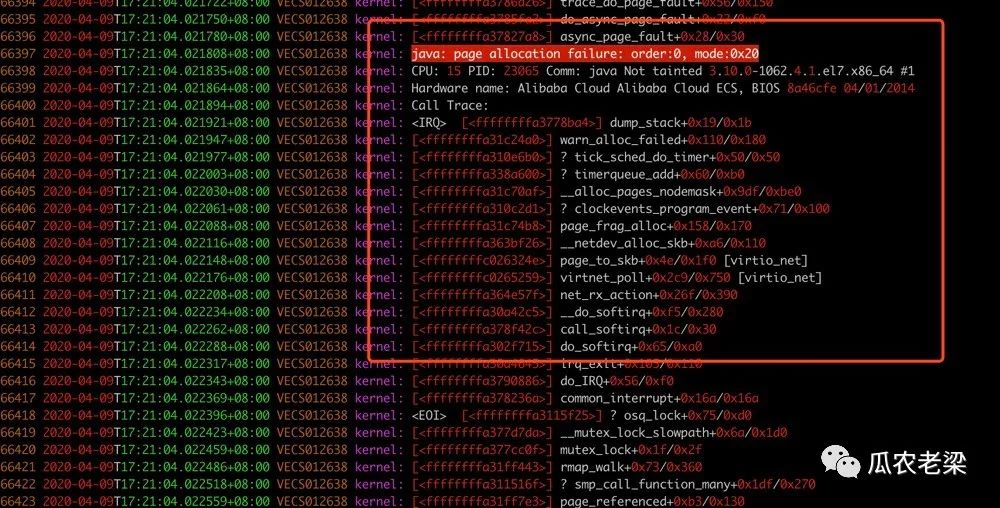 66394 2020-04-09T17:21:04.021722+08:00 VECS012638 kernel: [<ffffffffa3786d26>] trace_do_page_fault+0x56/0x150
66395 2020-04-09T17:21:04.021750+08:00 VECS012638 kernel: do_async_page_fault+0x22/0xf0
66396 2020-04-09T17:21:04.021780+08:00 VECS012638 kernel: [<ffffffffa37827a8>] async_page_fault+0x28/0x30
66397 2020-04-09T17:21:04.021808+08:00 VECS012638 kernel: java: page allocation failure: order:0, mode:0x20
66398 2020-04-09T17:21:04.021835+08:00 VECS012638 kernel: CPU: 15 PID: 23065 Comm: java Not tainted 3.10.0-1062.4.1.el7.x86_64 #1
66399 2020-04-09T17:21:04.021864+08:00 VECS012638 kernel: Hardware name: Alibaba Cloud Alibaba Cloud ECS, BIOS 8a46cfe 04/01/2014
66400 2020-04-09T17:21:04.021894+08:00 VECS012638 kernel: Call Trace:
66401 2020-04-09T17:21:04.021921+08:00 VECS012638 kernel: <IRQ>  [<ffffffffa3778ba4>] dump_stack+0x19/0x1b
66402 2020-04-09T17:21:04.021947+08:00 VECS012638 kernel: [<ffffffffa31c24a0>] warn_alloc_failed+0x110/0x180
66403 2020-04-09T17:21:04.021977+08:00 VECS012638 kernel: [<ffffffffa310e6b0>] ? tick_sched_do_timer+0x50/0x50
66404 2020-04-09T17:21:04.022003+08:00 VECS012638 kernel: [<ffffffffa338a600>] ? timerqueue_add+0x60/0xb0
66405 2020-04-09T17:21:04.022030+08:00 VECS012638 kernel: [<ffffffffa31c70af>] __alloc_pages_nodemask+0x9df/0xbe0
66406 2020-04-09T17:21:04.022061+08:00 VECS012638 kernel: [<ffffffffa310c2d1>] ? clockevents_program_event+0x71/0x100
66407 2020-04-09T17:21:04.022088+08:00 VECS012638 kernel: [<ffffffffa31c74b8>] page_frag_alloc+0x158/0x170
66408 2020-04-09T17:21:04.022116+08:00 VECS012638 kernel: [<ffffffffa363bf26>] __netdev_alloc_skb+0xa6/0x110
66409 2020-04-09T17:21:04.022148+08:00 VECS012638 kernel: [<ffffffffc026324e>] page_to_skb+0x4e/0x1f0 [virtio_net]
66410 2020-04-09T17:21:04.022176+08:00 VECS012638 kernel: [<ffffffffc0265259>] virtnet_poll+0x2c9/0x750 [virtio_net]
66411 2020-04-09T17:21:04.022208+08:00 VECS012638 kernel: [<ffffffffa364e57f>] net_rx_action+0x26f/0x390
66412 2020-04-09T17:21:04.022234+08:00 VECS012638 kernel: [<ffffffffa30a42c5>] __do_softirq+0xf5/0x280
66413 2020-04-09T17:21:04.022262+08:00 VECS012638 kernel: [<ffffffffa378f42c>] call_softirq+0x1c/0x30
66414 2020-04-09T17:21:04.022288+08:00 VECS012638 kernel: [<ffffffffa302f715>] do_softirq+0x65/0xa0
66415 2020-04-09T17:21:04.022317+08:00 VECS012638 kernel: [<ffffffffa30a4645>] irq_exit+0x105/0x110
66416 2020-04-09T17:21:04.022343+08:00 VECS012638 kernel: [<ffffffffa3790886>] do_IRQ+0x56/0xf0
66417 2020-04-09T17:21:04.022369+08:00 VECS012638 kernel: [<ffffffffa378236a>] common_interrupt+0x16a/0x16a
66418 2020-04-09T17:21:04.022396+08:00 VECS012638 kernel: <EOI>  [<ffffffffa3115f25>] ? osq_lock+0x75/0xd0
66419 2020-04-09T17:21:04.022423+08:00 VECS012638 kernel: [<ffffffffa377d7da>] __mutex_lock_slowpath+0x6a/0x1d0
66420 2020-04-09T17:21:04.022459+08:00 VECS012638 kernel: [<ffffffffa377cc0f>] mutex_lock+0x1f/0x2f
66421 2020-04-09T17:21:04.022486+08:00 VECS012638 kernel: [<ffffffffa31ff443>] rmap_walk+0x73/0x360
66422 2020-04-09T17:21:04.022518+08:00 VECS012638 kernel: [<ffffffffa311516f>] ? smp_call_function_many+0x1df/0x270
66423 2020-04-09T17:21:04.022559+08:00 VECS012638 kernel: [<ffffffffa31ff7e3>] page_referenced+0xb3/0x130
瓜农老梁